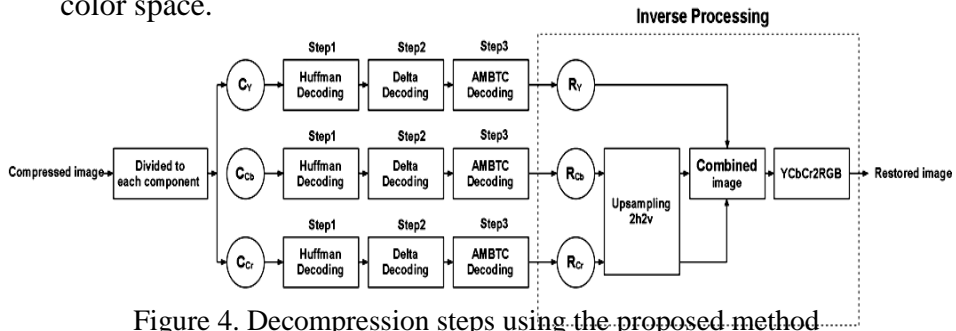 color space.
Inverse Processing
Step1 Step2 Step3
C_Y Huffman Decoding Delta Decoding AMBTC Decoding R_Y
Step1 Step2 Step3
Compressed image Divided to each component C_Cb Huffman Decoding Delta Decoding AMBTC Decoding R_Cb Upsampling 2h2v Combined image YCbCr2RGB Restored image
Step1 Step2 Step3
C_Cr Huffman Decoding Delta Decoding AMBTC Decoding R_Cr
Figure 4. Decompression steps using the proposed method